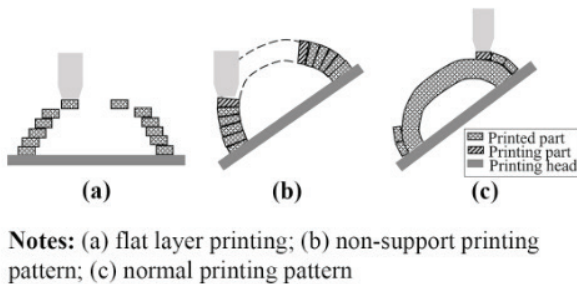 Printed part
Printing part
Printing head
(a)
(b)
(c)
Notes: (a) flat layer printing; (b) non-support printing
pattern; (c) normal printing pattern